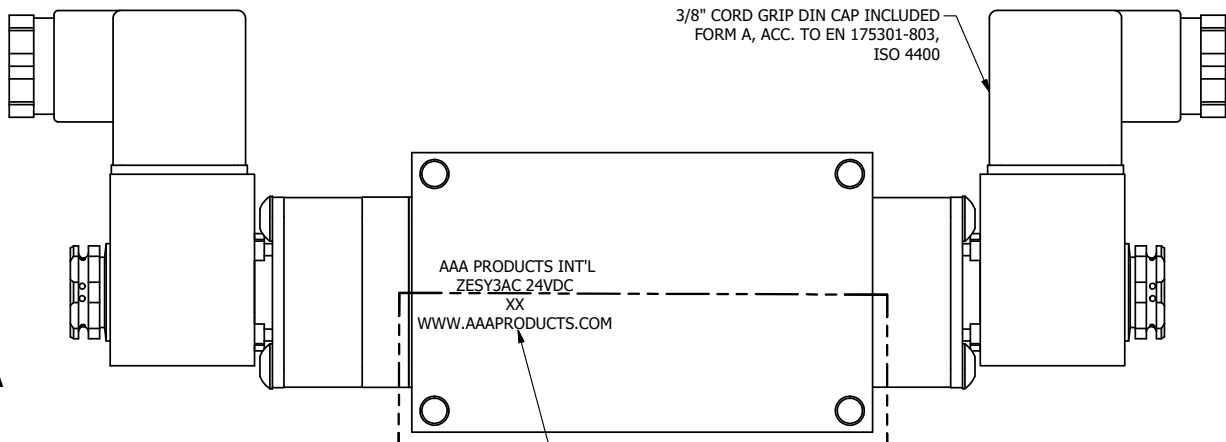 3/8" CORD GRIP DIN CAP INCLUDED
FORM A, ACC. TO EN 175301-803,
ISO 4400
AAA PRODUCTS INT'L
ZESY3AC 24VDC
XX
WWW.AAAPRODUCTS.COM